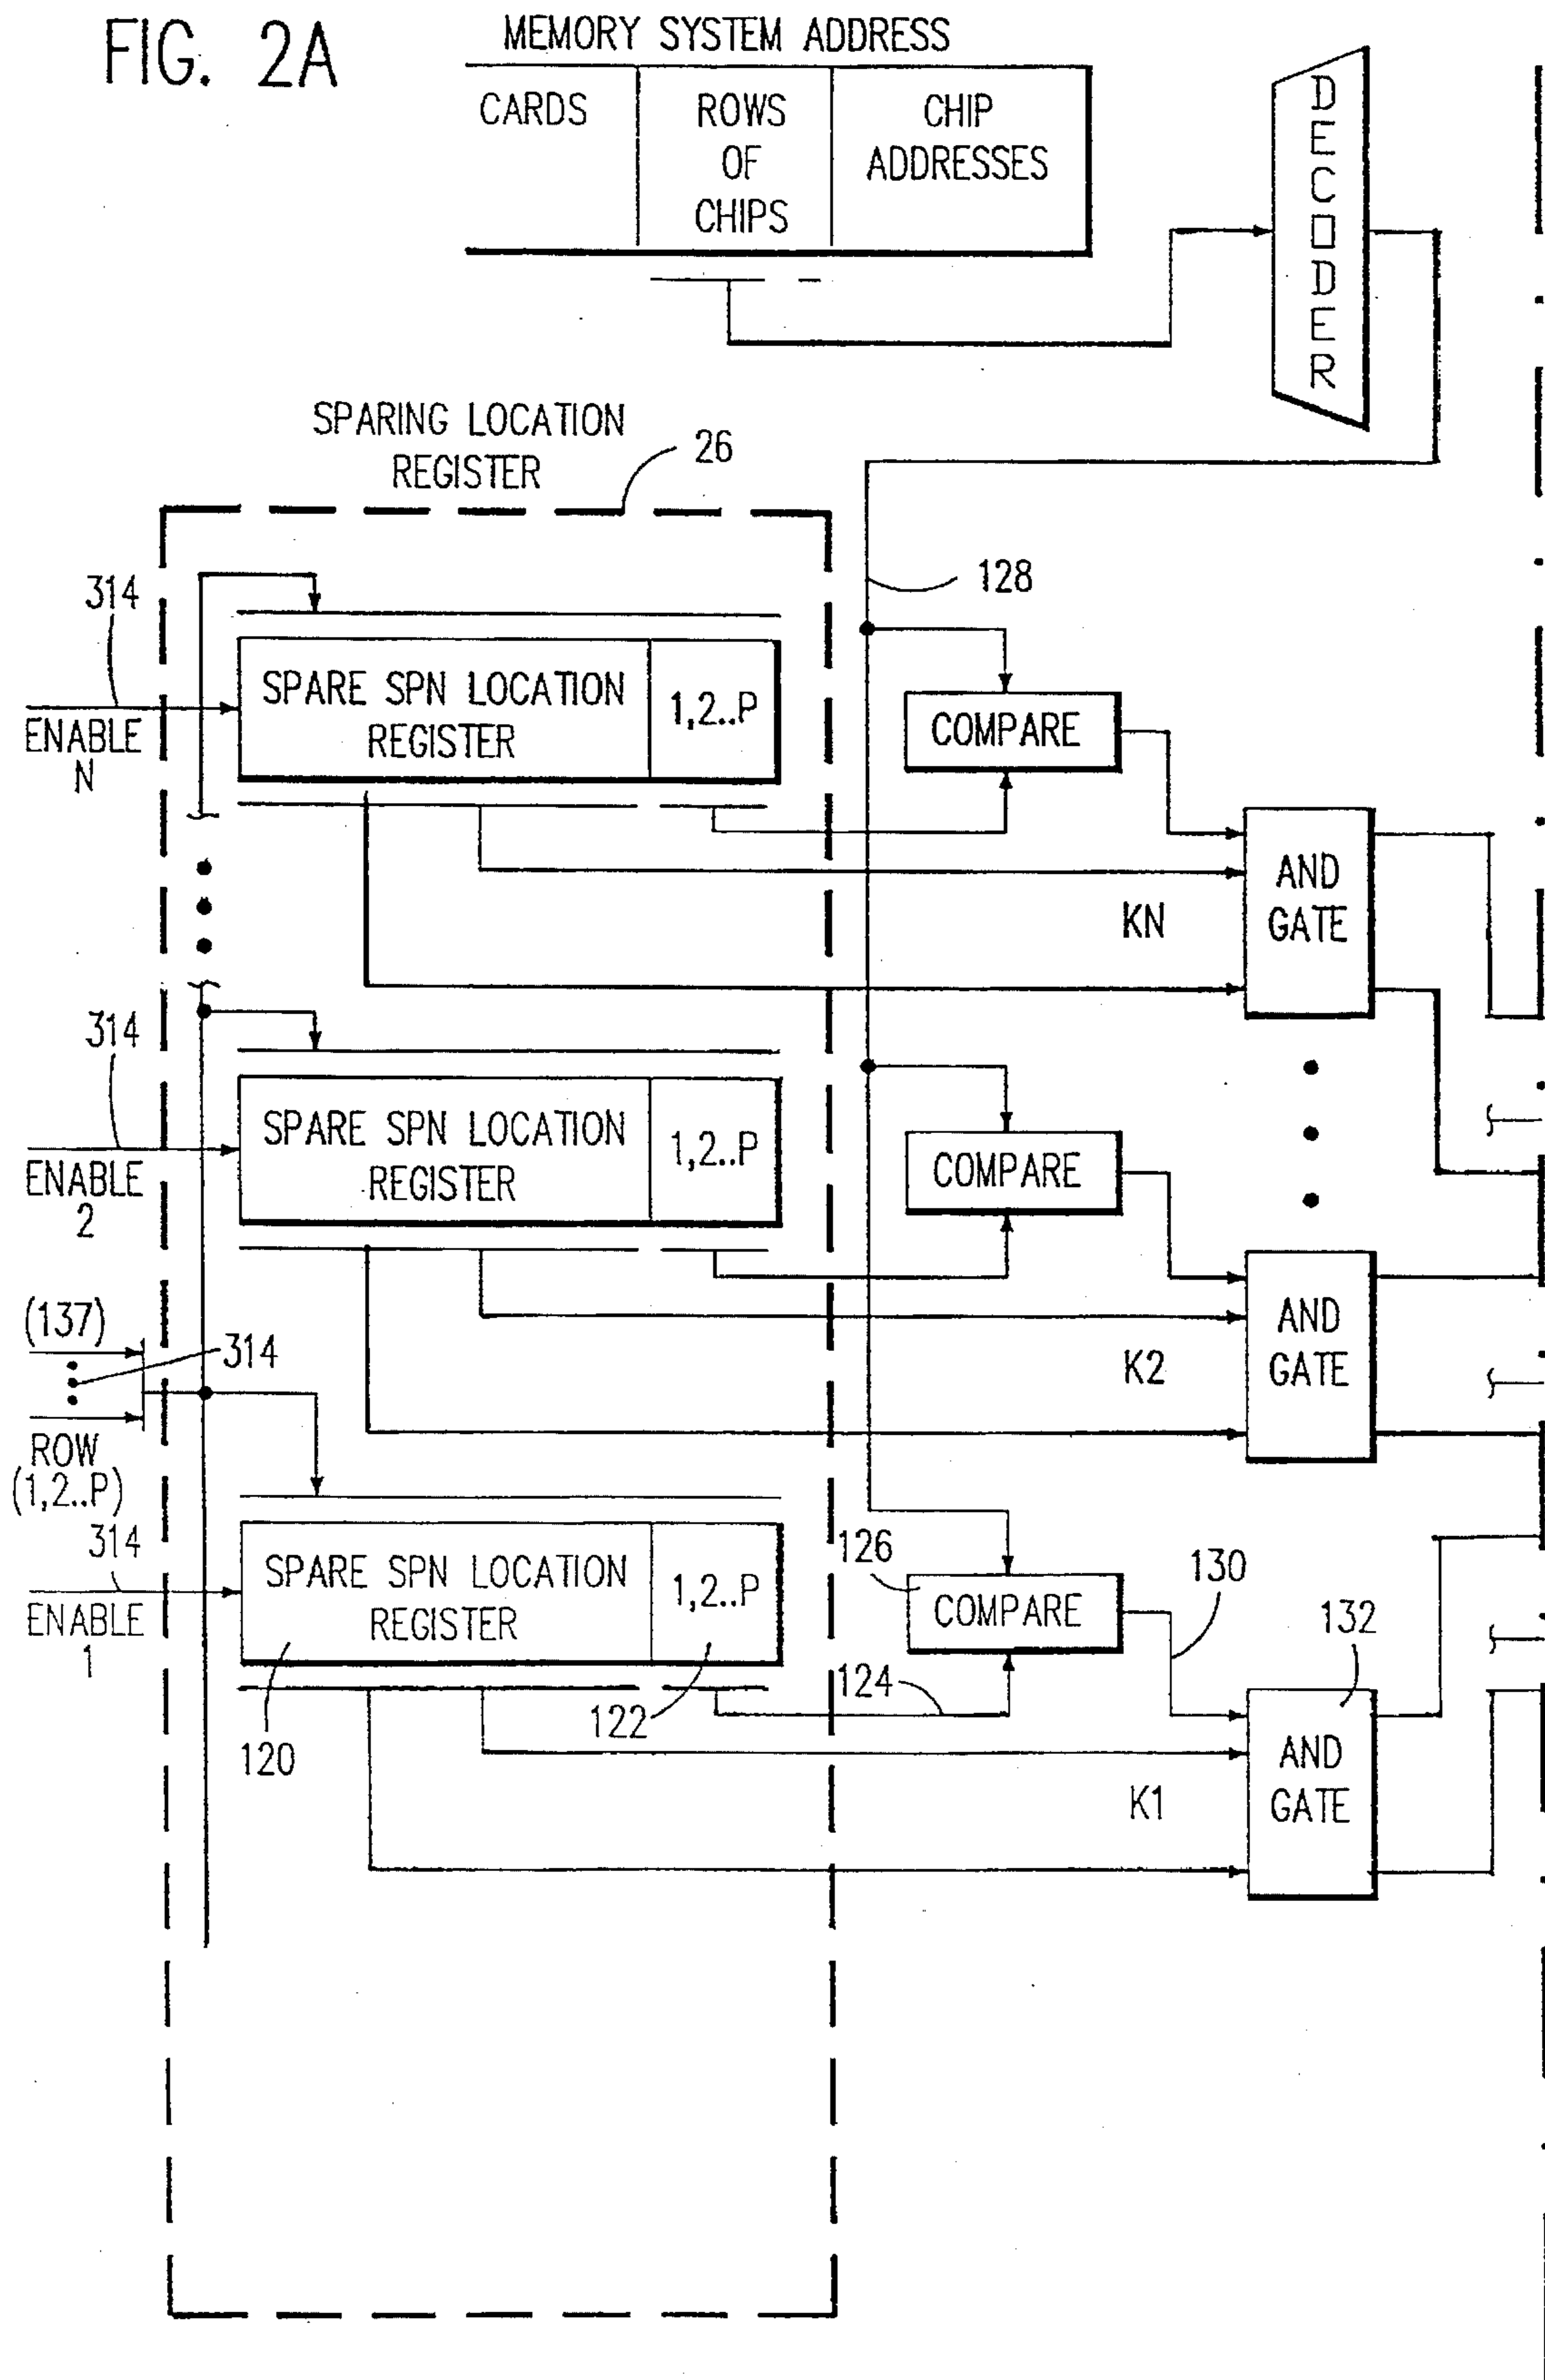 FIG. 2A
MEMORY SYSTEM ADDRESS
CARDS
ROWS
OF
CHIPS
CHIP
ADDRESSES
DECODER
SPARING LOCATION
REGISTER
26
128
314
SPARE SPN LOCATION
REGISTER
1,2..P
ENABLE
N
COMPARE
AND
GATE
KN
314
SPARE SPN LOCATION
REGISTER
1,2..P
ENABLE
2
COMPARE
AND
GATE
K2
(137)
314
ROW
(1,2..P)
314
SPARE SPN LOCATION
REGISTER
1,2..P
ENABLE
1
126
COMPARE
130
132
124
122
120
AND
GATE
K1